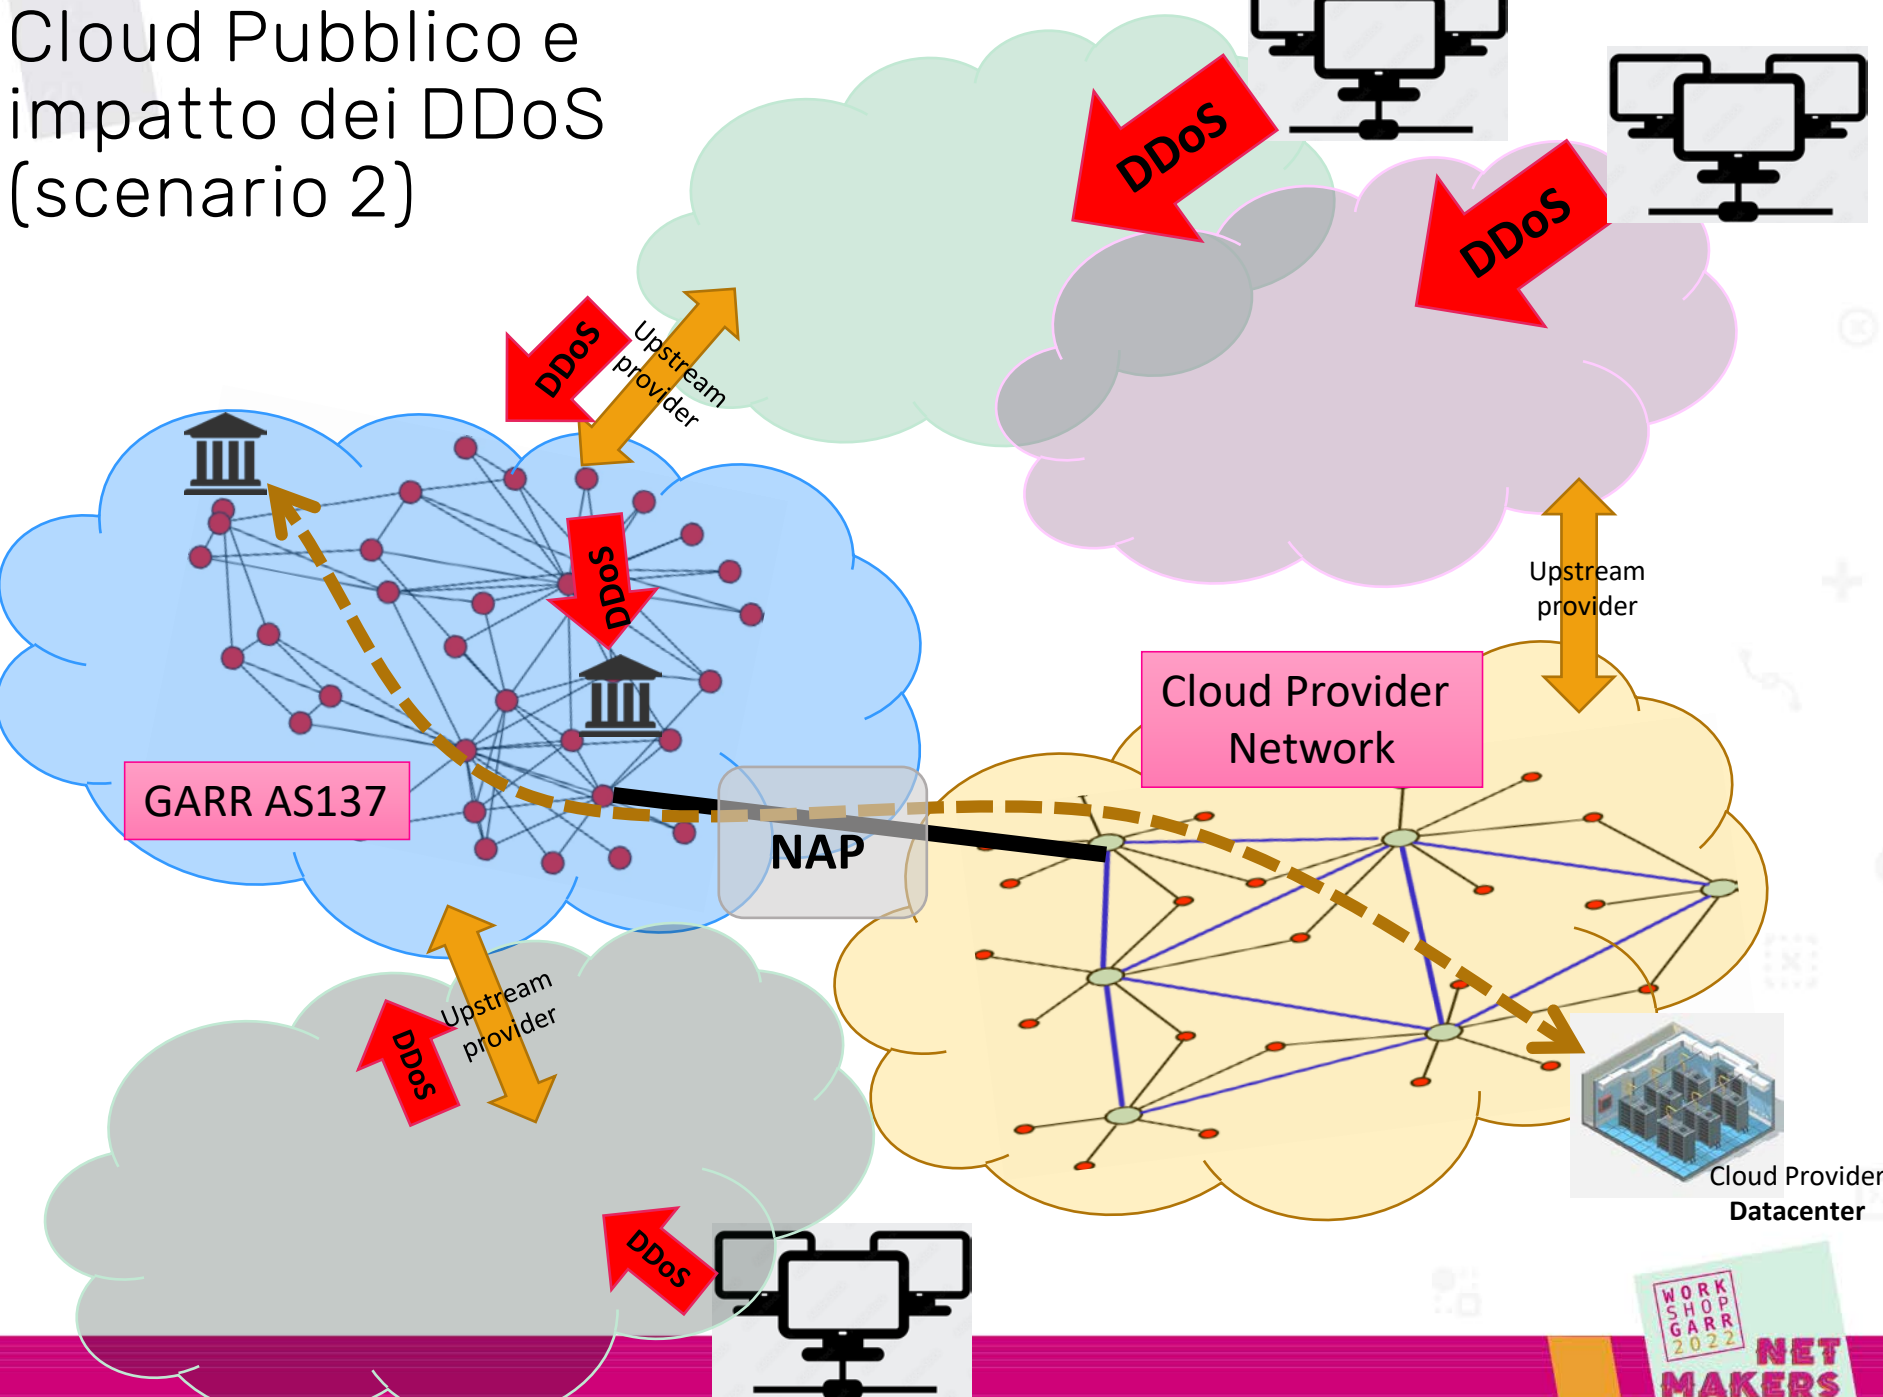 Cloud Pubblico e
impatto dei DDoS
(scenario 2)
DDoS
DDoS
DDoS
Upstream
provider
DDoS
Upstream
provider
Cloud Provider
Network
GARR AS137
NAP
Upstream
provider
DDoS
DDoS
Cloud Provider
Datacenter
WORK
SHOP
GARR
2022
NET
MAKERS